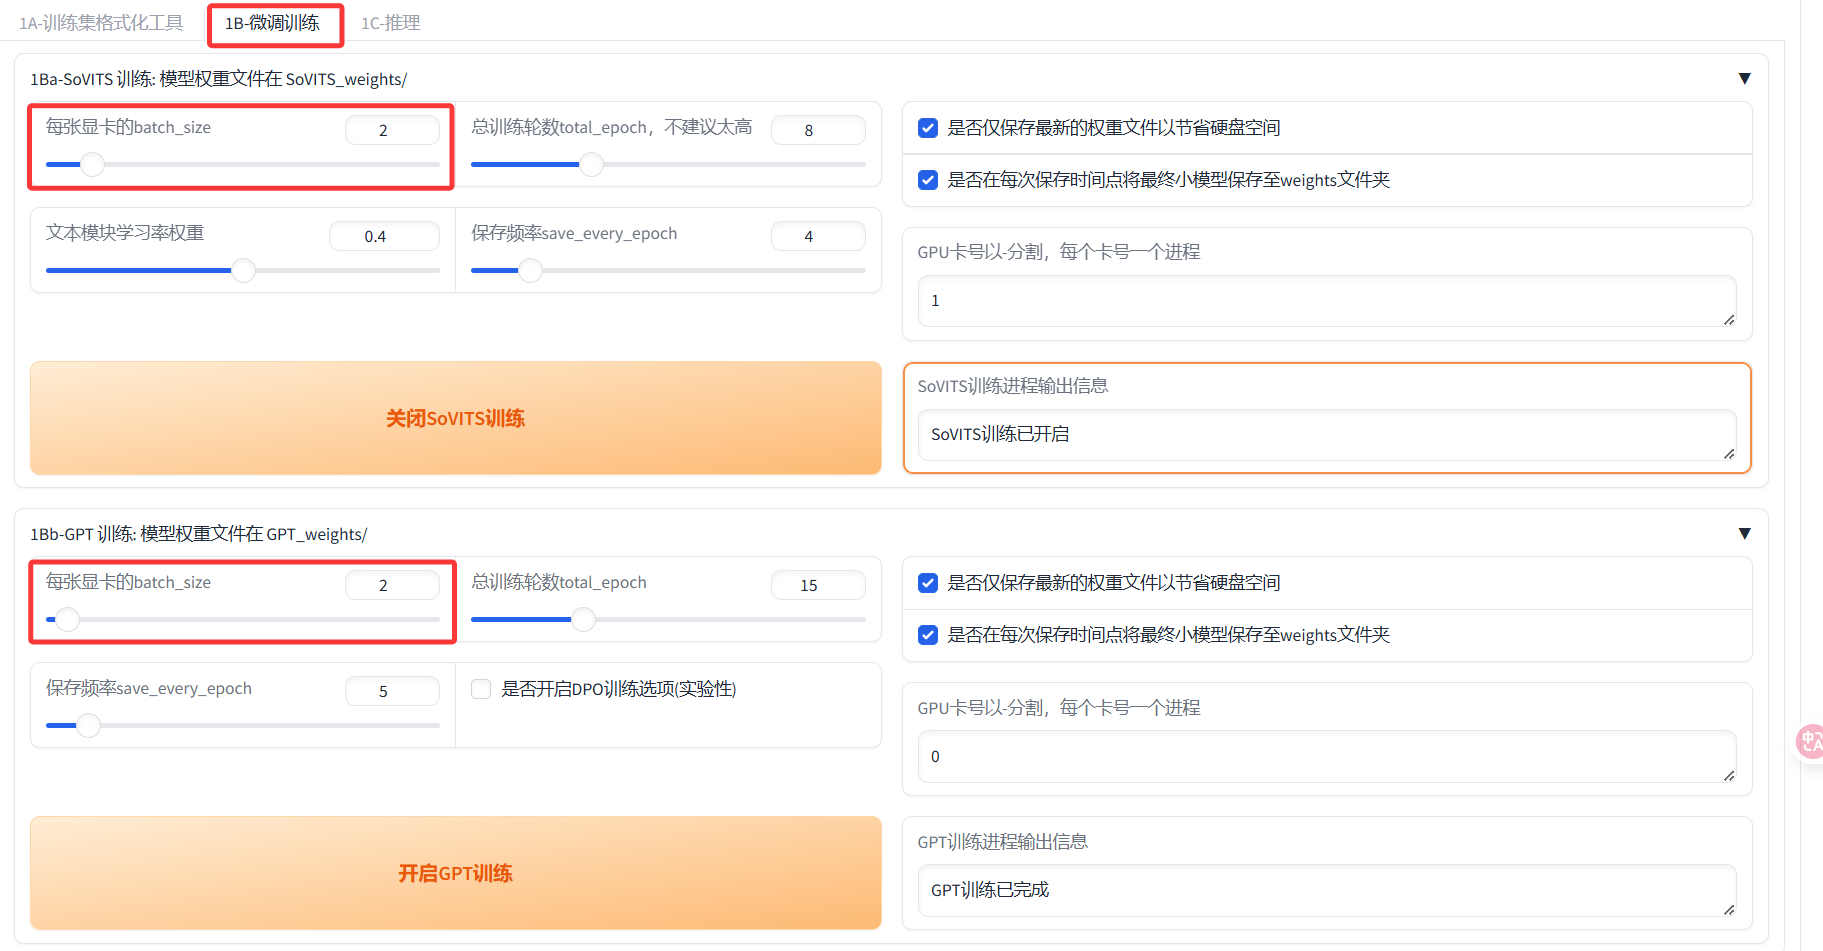 1A-训练集格式化工具
1B-微调训练
1C-推理
1Ba-SoVITS 训练: 模型权重文件在 SoVITS_weights/
▼
每张显卡的batch_size
2
总训练轮数total_epoch，不建议太高
8
是否仅保存最新的权重文件以节省硬盘空间
是否在每次保存时间点将最终小模型保存至weights文件夹
文本模块学习率权重
0.4
保存频率save_every_epoch
4
GPU卡号以-分割，每个卡号一个进程
1
关闭SoVITS训练
SoVITS训练进程输出信息
SoVITS训练已开启
1Bb-GPT 训练: 模型权重文件在 GPT_weights/
▼
每张显卡的batch_size
2
总训练轮数total_epoch
15
是否仅保存最新的权重文件以节省硬盘空间
是否在每次保存时间点将最终小模型保存至weights文件夹
保存频率save_every_epoch
5
是否开启DPO训练选项(实验性)
GPU卡号以-分割，每个卡号一个进程
0
开启GPT训练
GPT训练进程输出信息
GPT训练已完成
中A